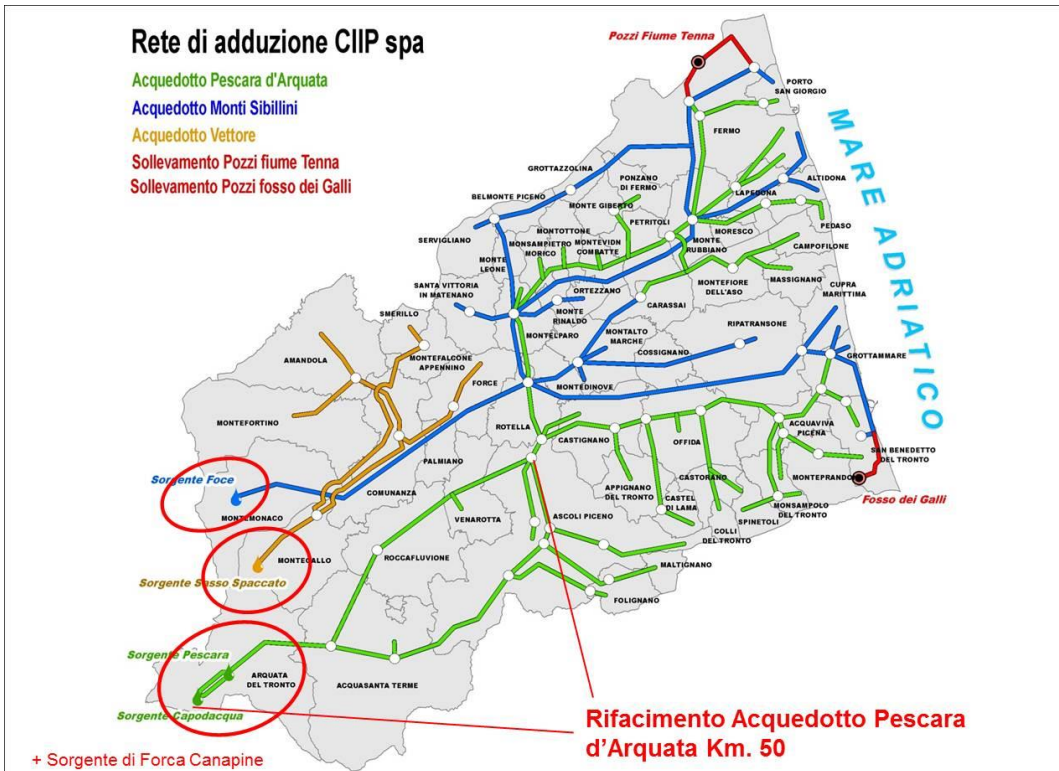 Rete di adduzione CIIP spa
Acquedotto Pescara d'Arquata
Acquedotto Monti Sibillini
Acquedotto Vettore
Sollevamento Pozzi fiume Tenna
Sollevamento Pozzi fosso dei Galli
Pozzi Fiume Tenna
PORTO
SAN GIORGIO
FERMO
MARE ADRIATICO
GROTTAZZOLINA
PONZANO
DI FERMO
LAPEDONA
ALTIDONA
BELMONTE PICENO
MONTE GIBERTO
PETRITOLI
MORESCO
PEDASO
SERVIGLIANO
MONTOTTONE
MONSAMPIETRO
MORICO
MONTEVIDN
COMBATTE
MONTE
RUBBIANO
CAMPOFILONE
MONTE
LEONE
MONTEFIORE
DELL'ASO
MASSIGNANO
SANTA VITTORIA
IN MATENANO
ORTEZZANO
CARASSAI
CUPRA
MARITTIMA
MONTE
RINALDO
SMERILLO
MONTELPARO
MONTALTO
MARCHE
RIPATRANSONE
AMANDOLA
MONTEFALCONE
APPENNINO
COSSIGNANO
GROTTAMMARE
FORCE
MONTEDINOVE
MONTEFORTINO
ROTELLA
CASTIGNANO
ACQUAVIVA
PICENA
OFFIDA
SAN BENEDETTO
DEL TRONTO
PALMIANO
Sorgente Foce
COMUNANZA
APPIGNANO
DEL TRONTO
CASTORANO
MONTEPRANDONE
CASTEL
DI LAMA
Fosso dei Galli
MONTEMONACO
VENAROTTA
ASCOLI PICENO
COLLI
DEL TRONTO
SPINETOLI
MONSAMPOLO
DEL TRONTO
MONTEGALLO
ROCCAFLUVIONE
MALTIGNANO
Sorgente Sasso Spaccato
FOLIGNANO
Sorgente Pescara
ARQUATA
DEL TRONTO
ACQUASANTA TERME
Sorgente Capodacqua
Rifacimento Acquedotto Pescara
d'Arquata Km. 50
+ Sorgente di Forca Canapine